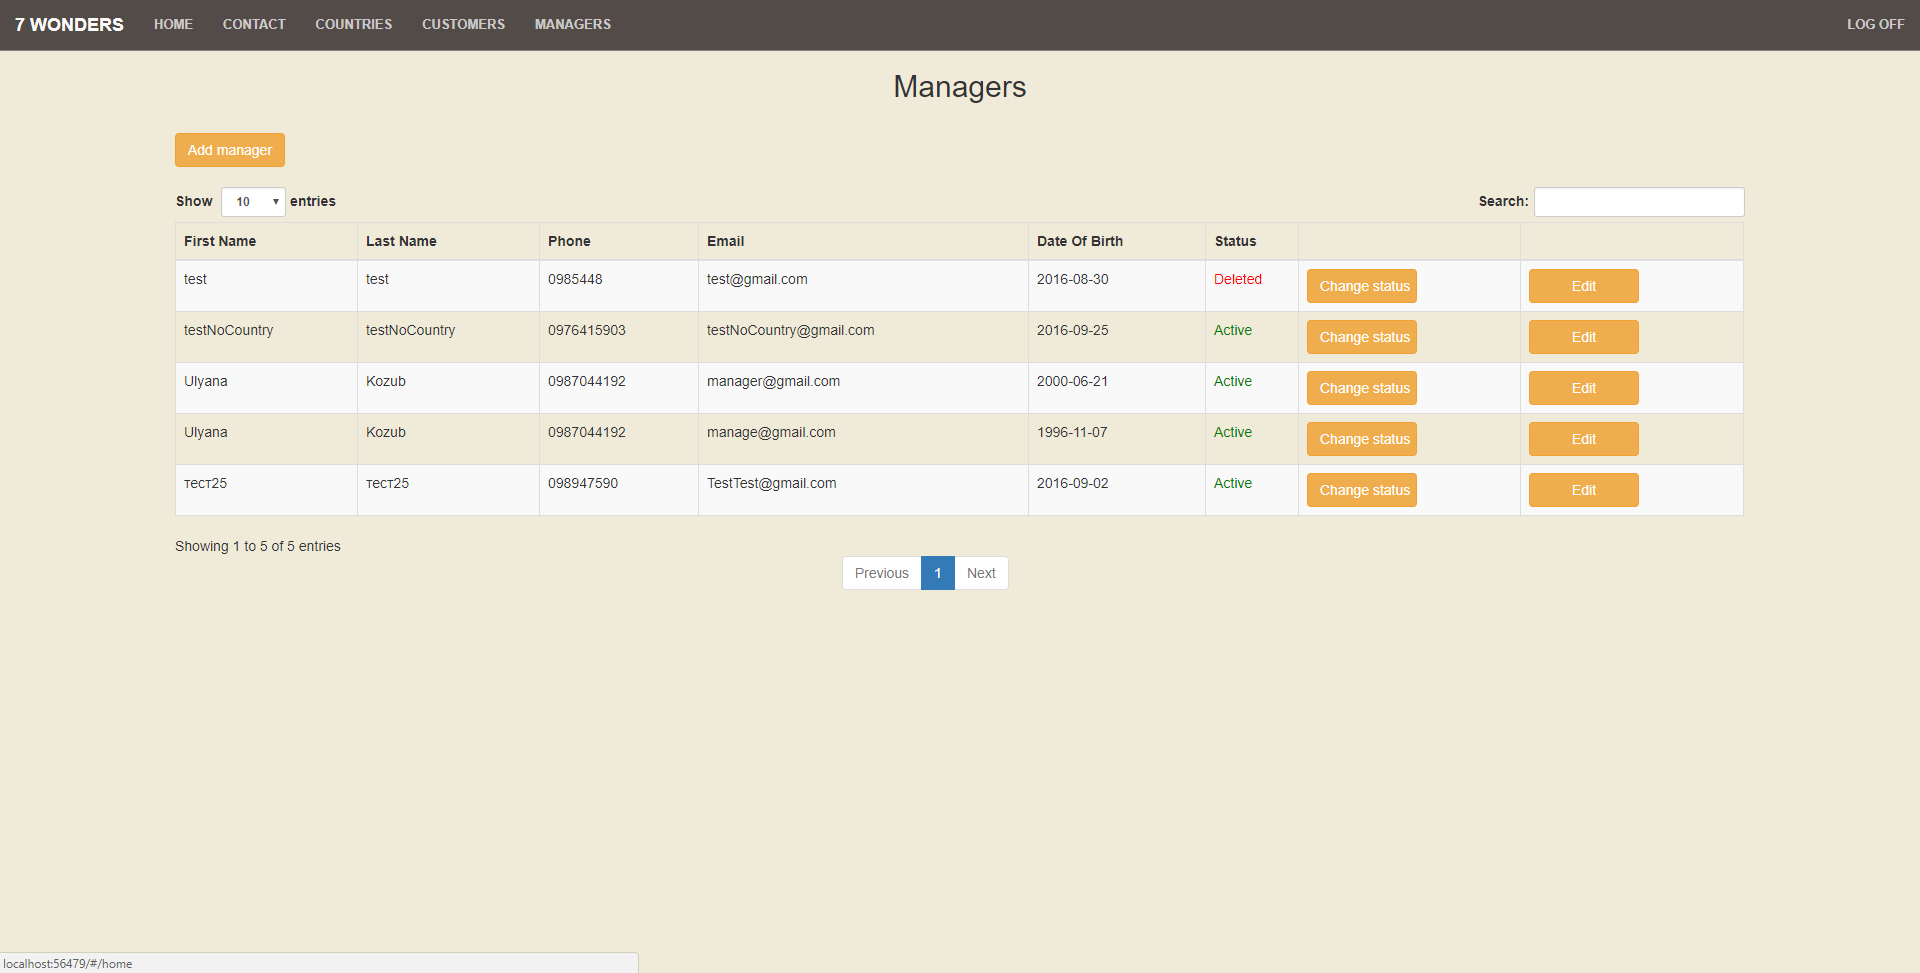 7 WONDERS HOME CONTACT COUNTRIES CUSTOMERS MANAGERS LOG OFF
Managers
Add manager
Show 10 entries Search:
First Name Last Name Phone Email Date Of Birth Status
test test 0985448 test@gmail.com 2016-08-30 Deleted Change status Edit
testNoCountry testNoCountry 0976415903 testNoCountry@gmail.com 2016-09-25 Active Change status Edit
Ulyana Kozub 0987044192 manager@gmail.com 2000-06-21 Active Change status Edit
Ulyana Kozub 0987044192 manage@gmail.com 1996-11-07 Active Change status Edit
тест25 тест25 098947590 TestTest@gmail.com 2016-09-02 Active Change status Edit
Showing 1 to 5 of 5 entries
Previous 1 Next
localhost:56479/#/home